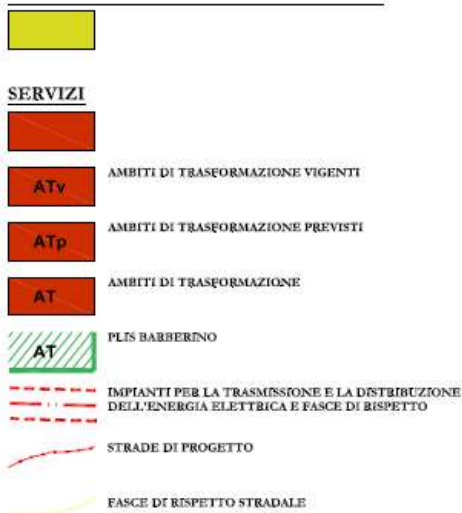 SERVIZI
ATv AMBITI DI TRASFORMAZIONE VIGENTI
ATp AMBITI DI TRASFORMAZIONE PREVISTI
AT AMBITI DI TRASFORMAZIONE
AT PLIS BARBERINO
IMPIANTI PER LA TRASMISSIONE E LA DISTRIBUZIONE
DELL'ENERGIA ELETTRICA E FASCE DI RISPETTO
STRADE DI PROGETTO
FASCE DI RISPETTO STRADALE